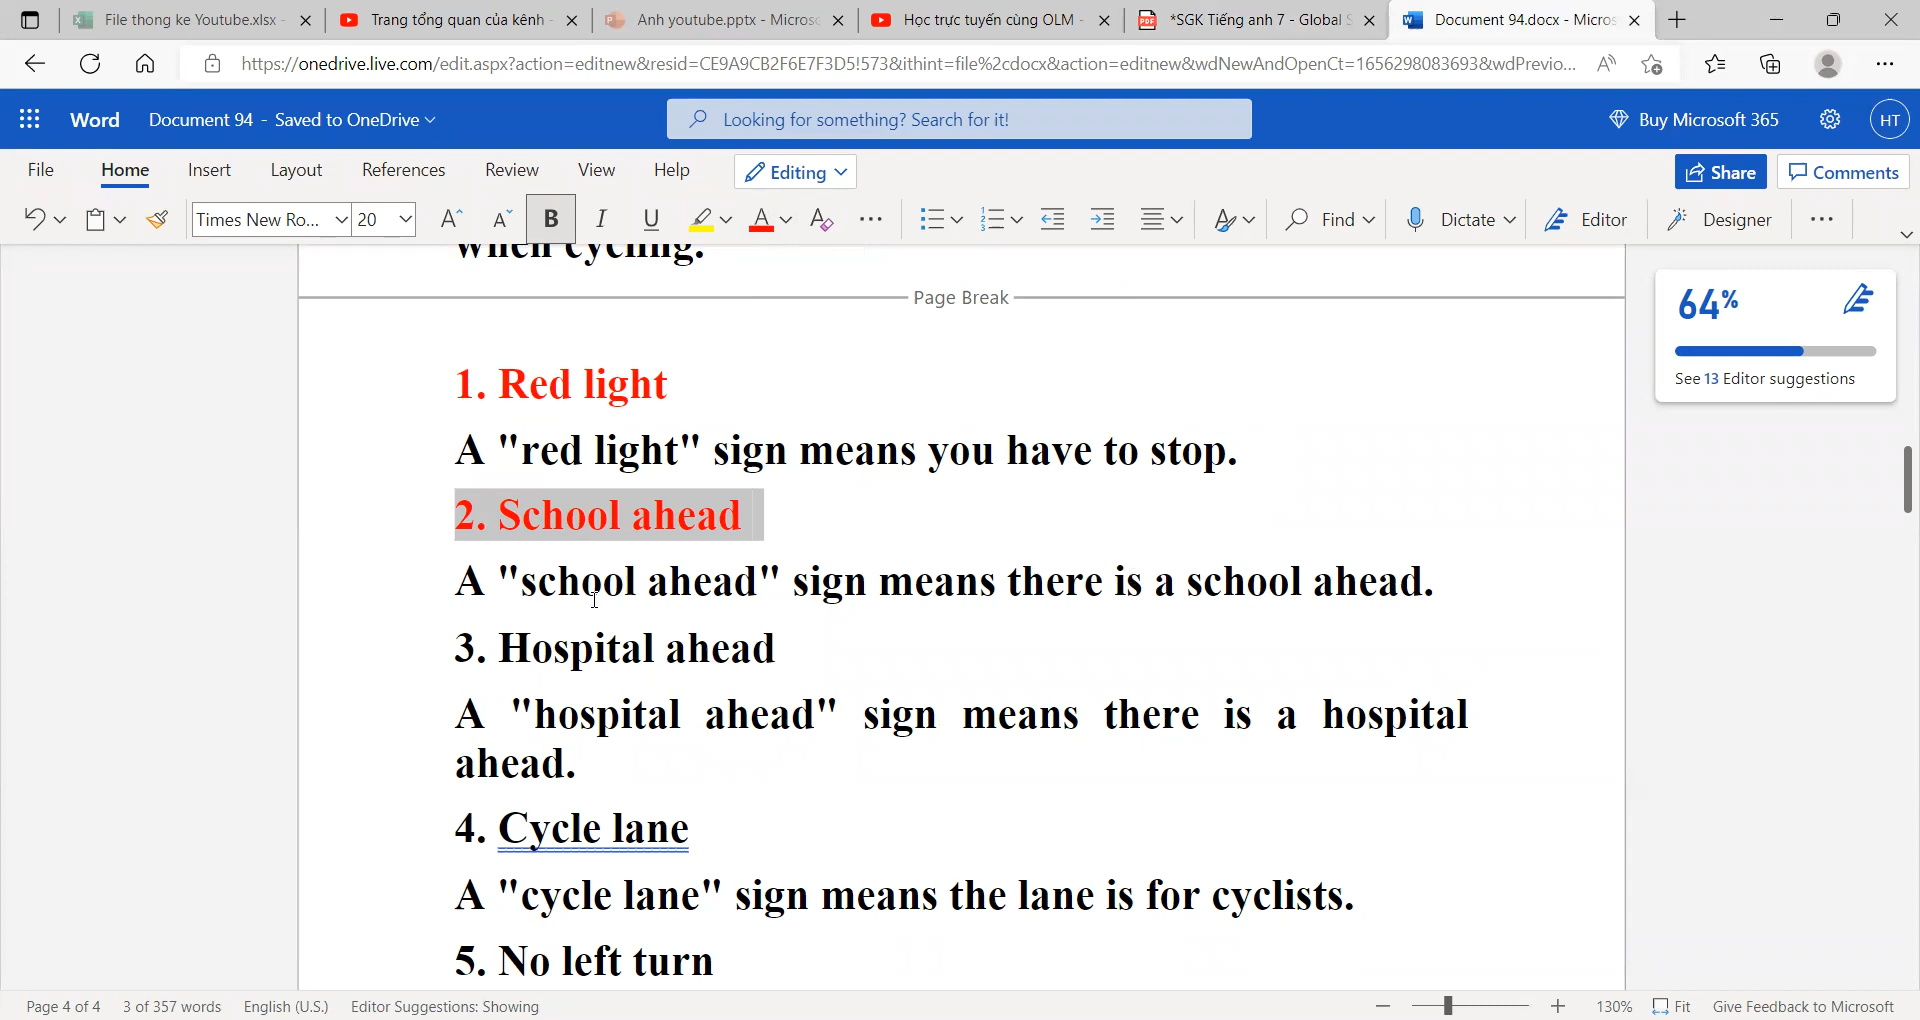 File thong ke Youtube.xlsx -
Trang tổng quan của kênh -
Anh youtube.pptx - Microso
Học trực tuyến cùng OLM -
*SGK Tiếng anh 7 - Global S
Document 94.docx - Micros
https://onedrive.live.com/edit.aspx?action=editnew&resid=CE9A9CB2F6E7F3D5!573&ithint=file%2cdocx&action=editnew&wdNewAndOpenCt=1656298083693&wdPrevio...
Word Document 94 - Saved to OneDrive
Looking for something? Search for it!
Buy Microsoft 365
HT
File Home Insert Layout References Review View Help Editing
Share Comments
Times New Ro... 20
B I U
Find Dictate Editor Designer
when cycling.
Page Break
64%
See 13 Editor suggestions
1. Red light
A "red light" sign means you have to stop.
2. School ahead
A "school ahead" sign means there is a school ahead.
3. Hospital ahead
A "hospital ahead" sign means there is a hospital
ahead.
4. Cycle lane
A "cycle lane" sign means the lane is for cyclists.
5. No left turn
Page 4 of 4 3 of 357 words English (U.S.) Editor Suggestions: Showing
130% Fit Give Feedback to Microsoft